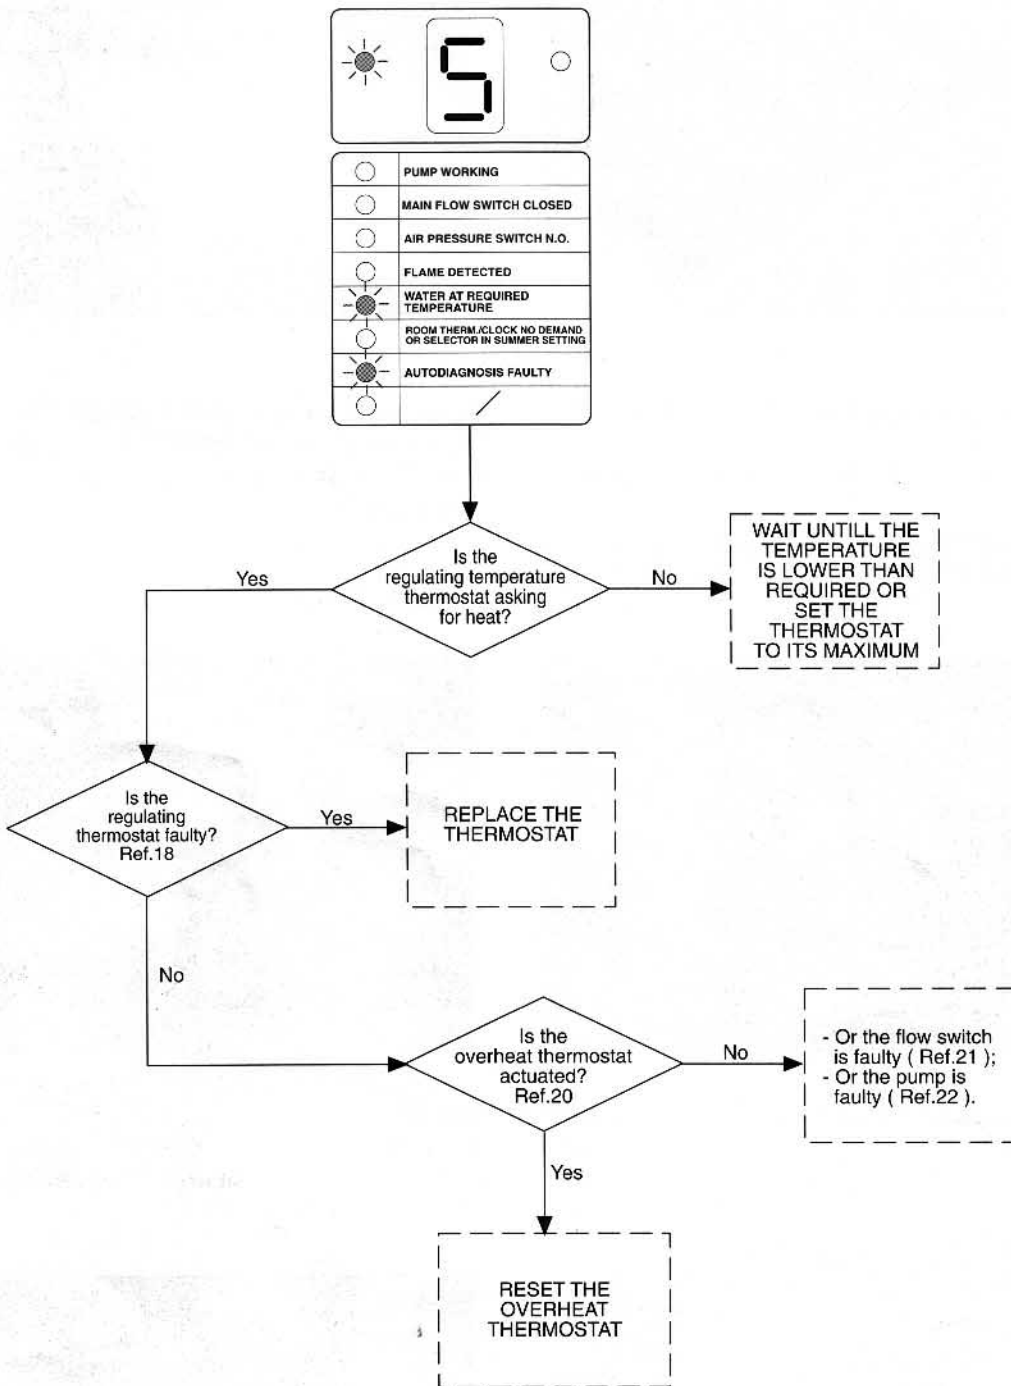 5
PUMP WORKING
MAIN FLOW SWITCH CLOSED
AIR PRESSURE SWITCH N.O.
FLAME DETECTED
WATER AT REQUIRED
TEMPERATURE
ROOM THERM./CLOCK NO DEMAND
OR SELECTOR IN SUMMER SETTING
AUTODIAGNOSIS FAULTY
Is the
regulating temperature
thermostat asking
for heat?
Yes
No
WAIT UNTILL THE
TEMPERATURE
IS LOWER THAN
REQUIRED OR
SET THE
THERMOSTAT
TO ITS MAXIMUM
Is the
regulating
thermostat faulty?
Ref.18
Yes
REPLACE THE
THERMOSTAT
No
Is the
overheat thermostat
actuated?
Ref.20
No
- Or the flow switch
is faulty ( Ref.21 );
- Or the pump is
faulty ( Ref.22 ).
Yes
RESET THE
OVERHEAT
THERMOSTAT